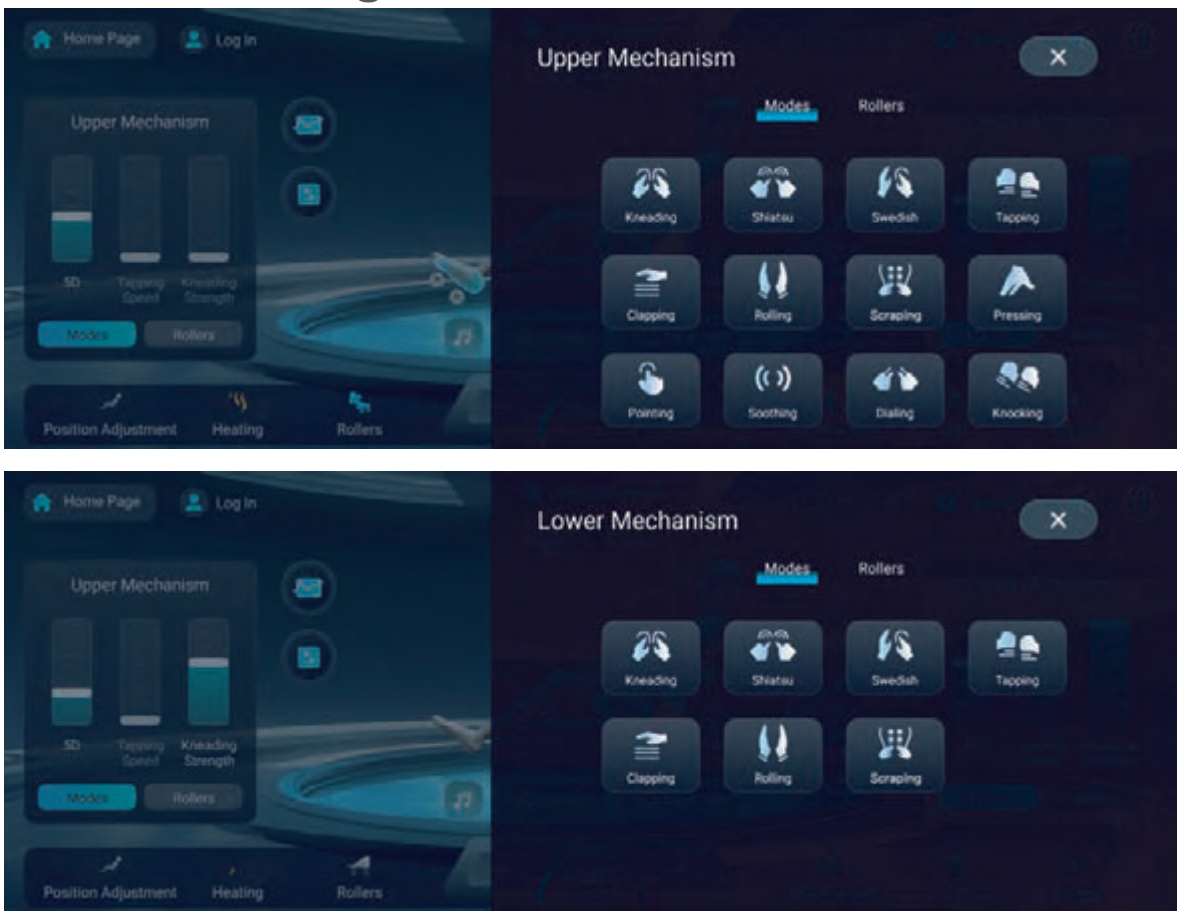 Home Page
Log In
Upper Mechanism
5D
Tapping Speed
Kneading Strength
Modes
Rollers
Position Adjustment
Heating
Rollers
Upper Mechanism
Modes
Rollers
Kneading
Shiatsu
Swedish
Tapping
Clapping
Rolling
Scraping
Pressing
Pointing
Soothing
Dialing
Knocking
Home Page
Log In
Upper Mechanism
5D
Tapping Speed
Kneading Strength
Modes
Rollers
Position Adjustment
Heating
Rollers
Lower Mechanism
Modes
Rollers
Kneading
Shiatsu
Swedish
Tapping
Clapping
Rolling
Scraping